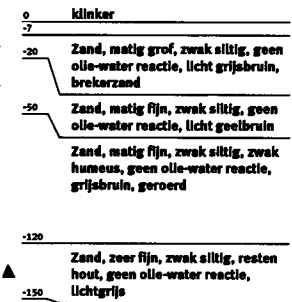 0 klinker
-7
-20 Zand, matig grof, zwak siltig, geen
olie-water reactie, licht grijsbruin,
brekerzand
-50 Zand, matig fijn, zwak siltig, geen
olie-water reactie, licht geelbruin
Zand, matig fijn, zwak siltig, zwak
humeus, geen olie-water reactie,
grijsbruin, geroerd
-120
Zand, zeer fijn, zwak siltig, resten
hout, geen olie-water reactie,
-150 lichtgrijs